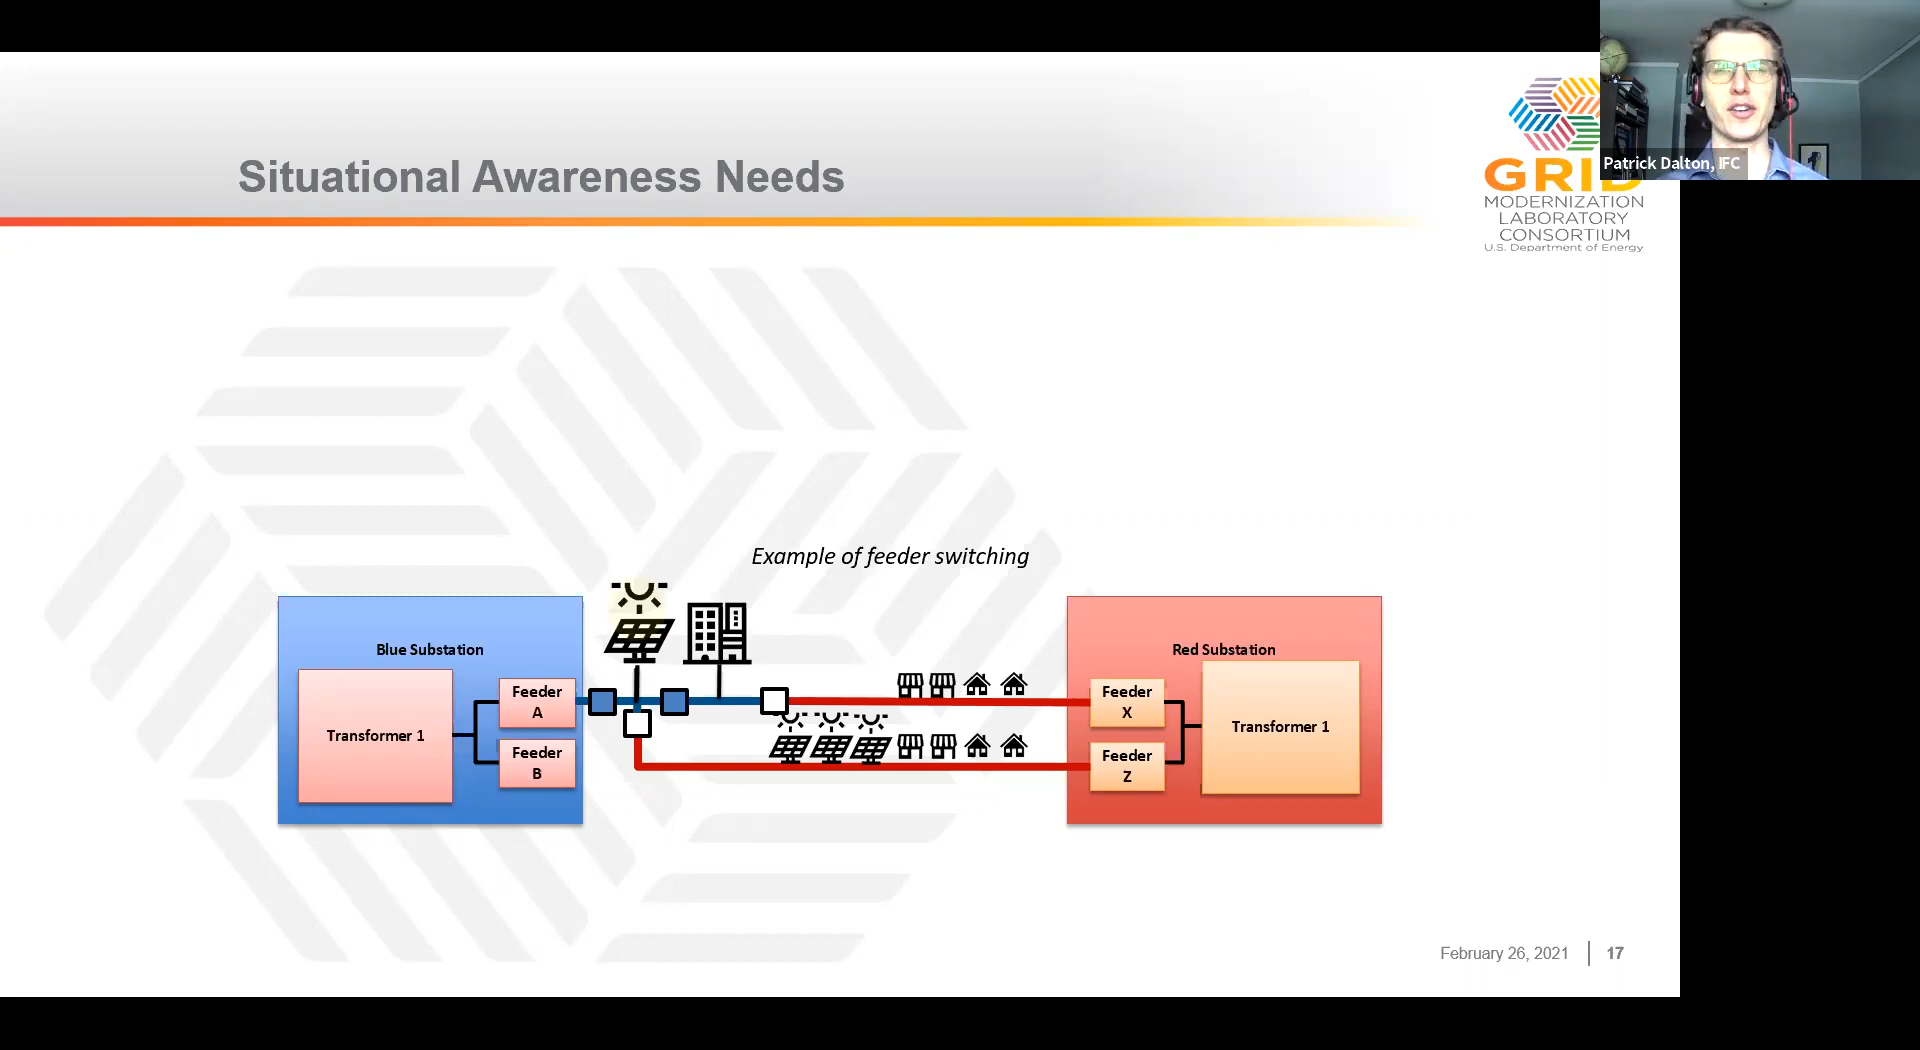 Situational Awareness Needs
Patrick Dalton, IFC
GRID
MODERNIZATION
LABORATORY
CONSORTIUM
U.S. Department of Energy
Example of feeder switching
Blue Substation
Transformer 1
Feeder
A
Feeder
B
Red Substation
Feeder
X
Feeder
Z
Transformer 1
February 26, 2021
17